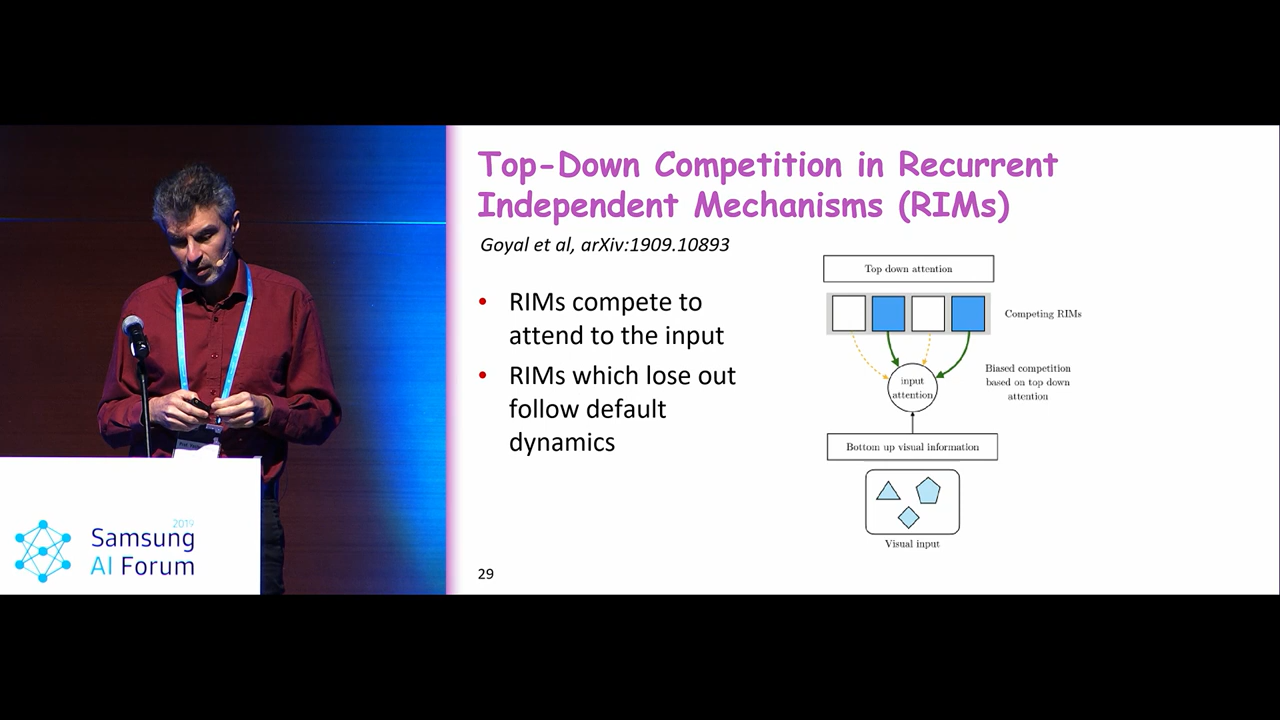 Top-Down Competition in Recurrent
Independent Mechanisms (RIMs)
Goyal et al, arXiv:1909.10893
• RIMs compete to
attend to the input
• RIMs which lose out
follow default
dynamics
Top down attention
Competing RIMs
input
attention
Biased competition
based on top down
attention
Bottom up visual information
Visual input
29
2019
Samsung
AI Forum